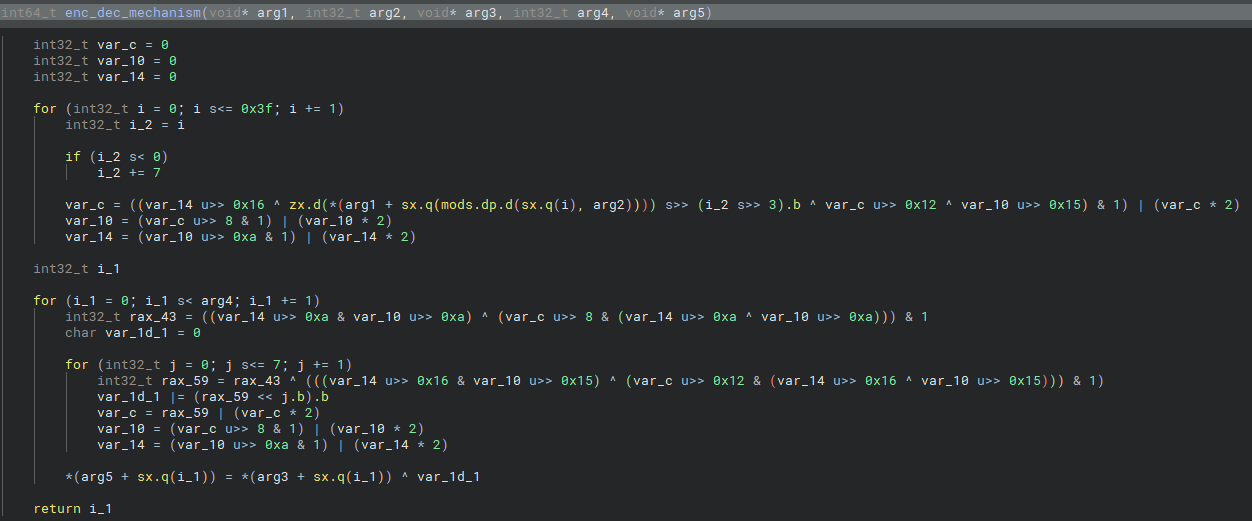 int64_t enc_dec_mechanism(void* arg1, int32_t arg2, void* arg3, int32_t arg4, void* arg5)
int32_t var_c = 0
int32_t var_10 = 0
int32_t var_14 = 0
for (int32_t i = 0; i s<= 0x3f; i += 1)
int32_t i_2 = i
if (i_2 s< 0)
i_2 += 7
var_c = ((var_14 u>> 0x16 ^ zx.d(*(arg1 + sx.q(mods.dp.d(sx.q(i), arg2)))) s>> (i_2 s>> 3).b ^ var_c u>> 0x12 ^ var_10 u>> 0x15) & 1) | (var_c * 2)
var_10 = (var_c u>> 8 & 1) | (var_10 * 2)
var_14 = (var_10 u>> 0xa & 1) | (var_14 * 2)
int32_t i_1
for (i_1 = 0; i_1 s< arg4; i_1 += 1)
int32_t rax_43 = ((var_14 u>> 0xa & var_10 u>> 0xa) ^ (var_c u>> 8 & (var_14 u>> 0xa ^ var_10 u>> 0xa))) & 1
char var_1d_1 = 0
for (int32_t j = 0; j s<= 7; j += 1)
int32_t rax_59 = rax_43 ^ (((var_14 u>> 0x16 & var_10 u>> 0x15) ^ (var_c u>> 0x12 & (var_14 u>> 0x16 ^ var_10 u>> 0x15))) & 1)
var_1d_1 |= (rax_59 << j.b).b
var_c = rax_59 | (var_c * 2)
var_10 = (var_c u>> 8 & 1) | (var_10 * 2)
var_14 = (var_10 u>> 0xa & 1) | (var_14 * 2)
*(arg5 + sx.q(i_1)) = *(arg3 + sx.q(i_1)) ^ var_1d_1
return i_1